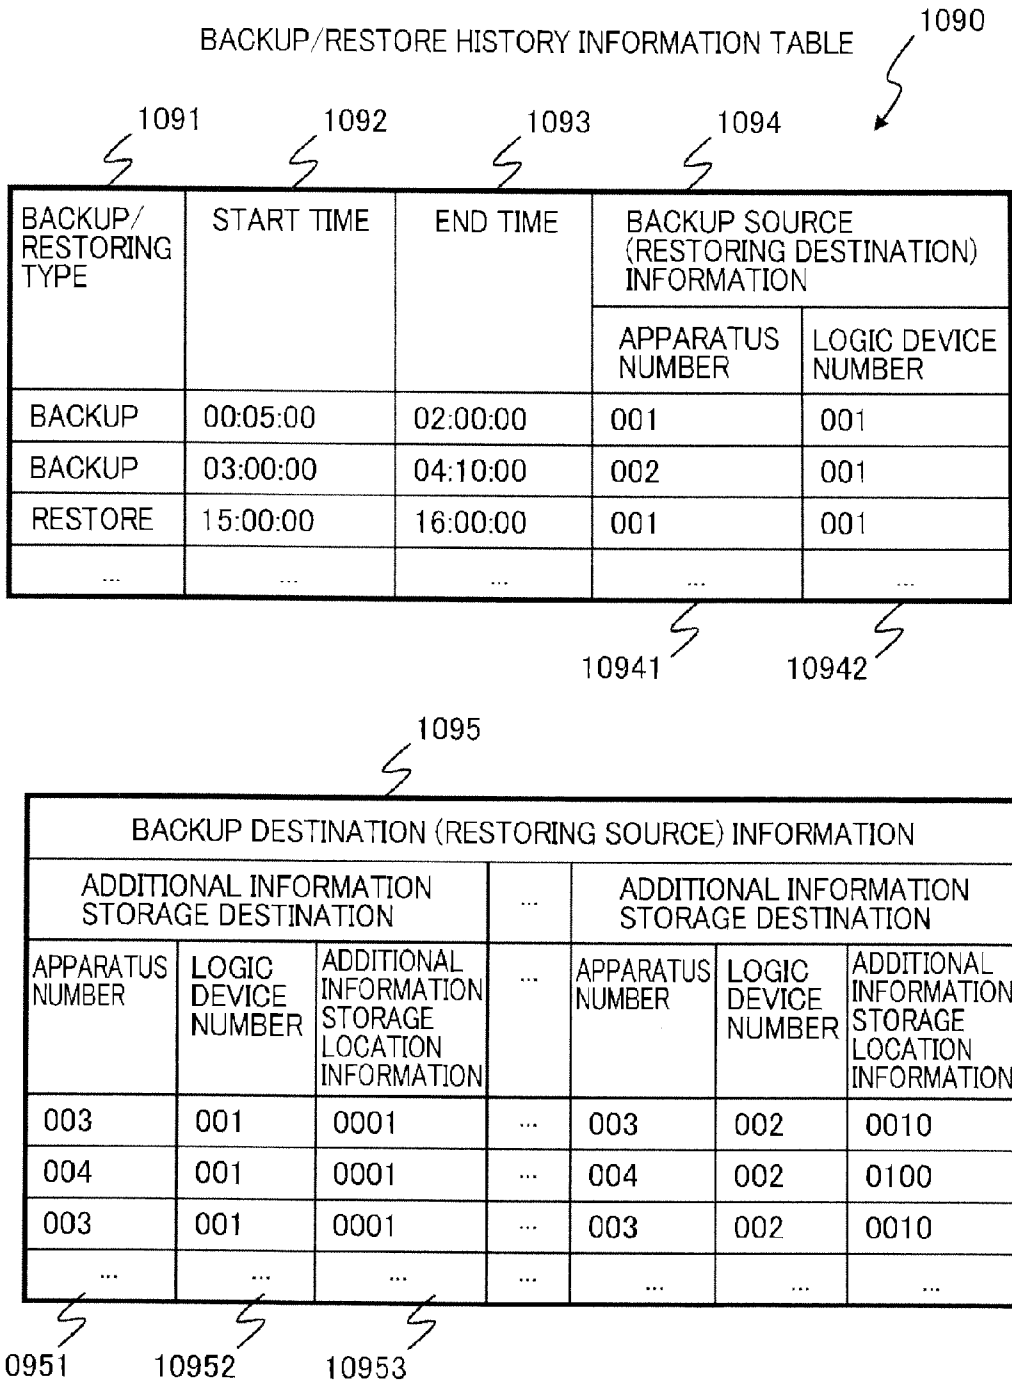 BACKUP/RESTORE HISTORY INFORMATION TABLE
1090
1091 1092 1093 1094
BACKUP/
RESTORING
TYPE
START TIME
END TIME
BACKUP SOURCE
(RESTORING DESTINATION)
INFORMATION
APPARATUS
NUMBER
LOGIC DEVICE
NUMBER
BACKUP 00:05:00 02:00:00 001 001
BACKUP 03:00:00 04:10:00 002 001
RESTORE 15:00:00 16:00:00 001 001
... ... ... ... ...
10941 10942
1095
BACKUP DESTINATION (RESTORING SOURCE) INFORMATION
ADDITIONAL INFORMATION
STORAGE DESTINATION
...
ADDITIONAL INFORMATION
STORAGE DESTINATION
APPARATUS
NUMBER
LOGIC
DEVICE
NUMBER
ADDITIONAL
INFORMATION
STORAGE
LOCATION
INFORMATION
...
APPARATUS
NUMBER
LOGIC
DEVICE
NUMBER
ADDITIONAL
INFORMATION
STORAGE
LOCATION
INFORMATION
003 001 0001 ... 003 002 0010
004 001 0001 ... 004 002 0100
003 001 0001 ... 003 002 0010
... ... ... ... ... ... ...
0951 10952 10953